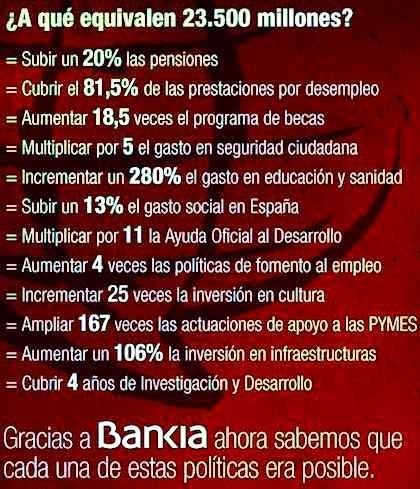 ¿A qué equivalen 23.500 millones?
= Subir un 20% las pensiones
= Cubrir el 81,5% de las prestaciones por desempleo
= Aumentar 18,5 veces el programa de becas
= Multiplicar por 5 el gasto en seguridad ciudadana
= Incrementar un 280% el gasto en educación y sanidad
= Subir un 13% el gasto social en España
= Multiplicar por 11 la Ayuda Oficial al Desarrollo
= Aumentar 4 veces las políticas de fomento al empleo
= Incrementar 25 veces la inversión en cultura
= Ampliar 167 veces las actuaciones de apoyo a las PYMES
= Aumentar un 106% la inversión en infraestructuras
= Cubrir 4 años de Investigación y Desarrollo
Gracias a Bankia ahora sabemos que
cada una de estas políticas era posible.